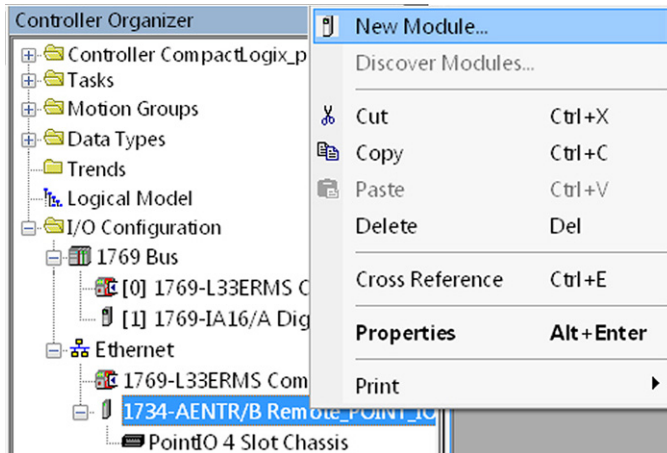 Controller Organizer
Controller CompactLogix_p
Tasks
Motion Groups
Data Types
Trends
Logical Model
I/O Configuration
1769 Bus
[0] 1769-L33ERMS C
[1] 1769-IA16/A Dig
Ethernet
1769-L33ERMS Com
1734-AENTR/B Remote_POINT_IO
PointIO 4 Slot Chassis
New Module...
Discover Modules...
Cut Ctrl+X
Copy Ctrl+C
Paste Ctrl+V
Delete Del
Cross Reference Ctrl+E
Properties Alt+Enter
Print